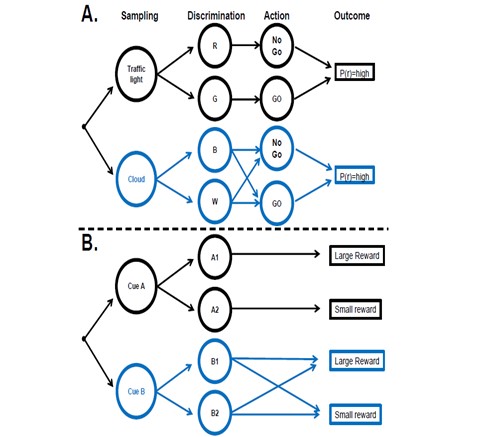 A.
Sampling Discrimination Action Outcome
Traffic
light
R
No
Go
G
GO
P(r)=high
Cloud
B
No
Go
W
GO
P(r)=high
B.
Cue A
A1
Large Reward
A2
Small reward
Cue B
B1
Large Reward
B2
Small reward